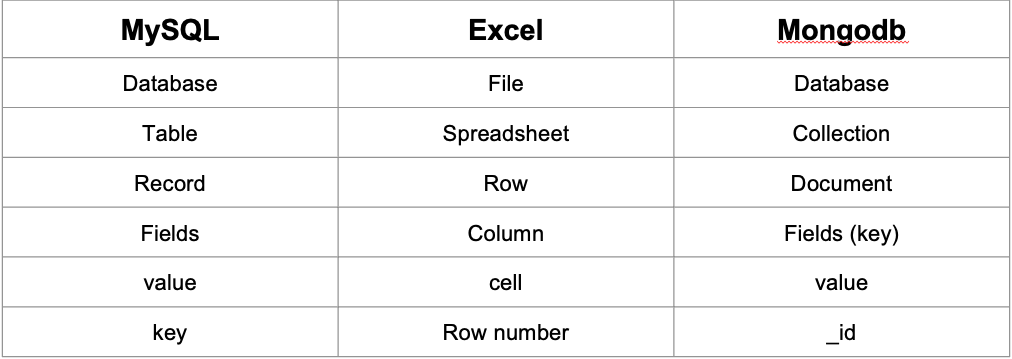 MySQL Excel Mongodb
Database File Database
Table Spreadsheet Collection
Record Row Document
Fields Column Fields (key)
value cell value
key Row number _id